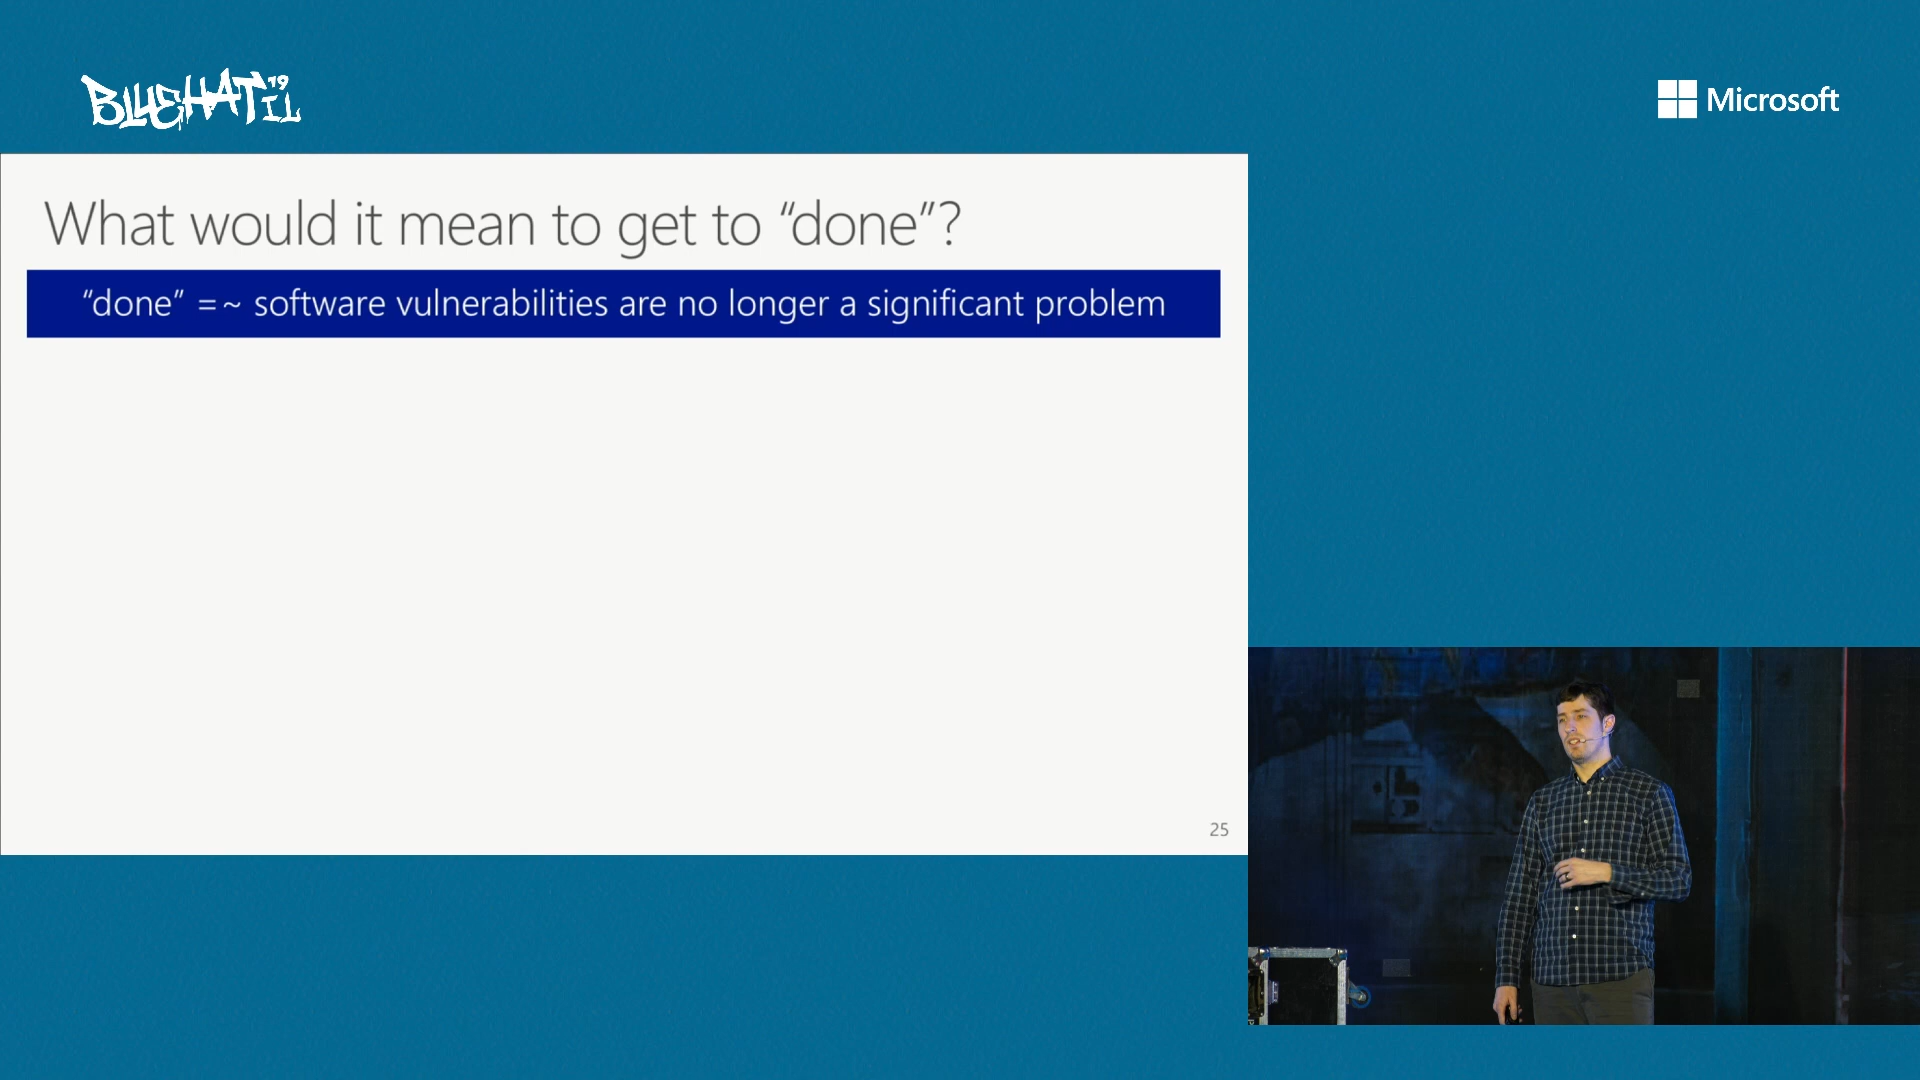 BLUEHAT IL 19
Microsoft
What would it mean to get to “done”?
“done” =~ software vulnerabilities are no longer a significant problem
25